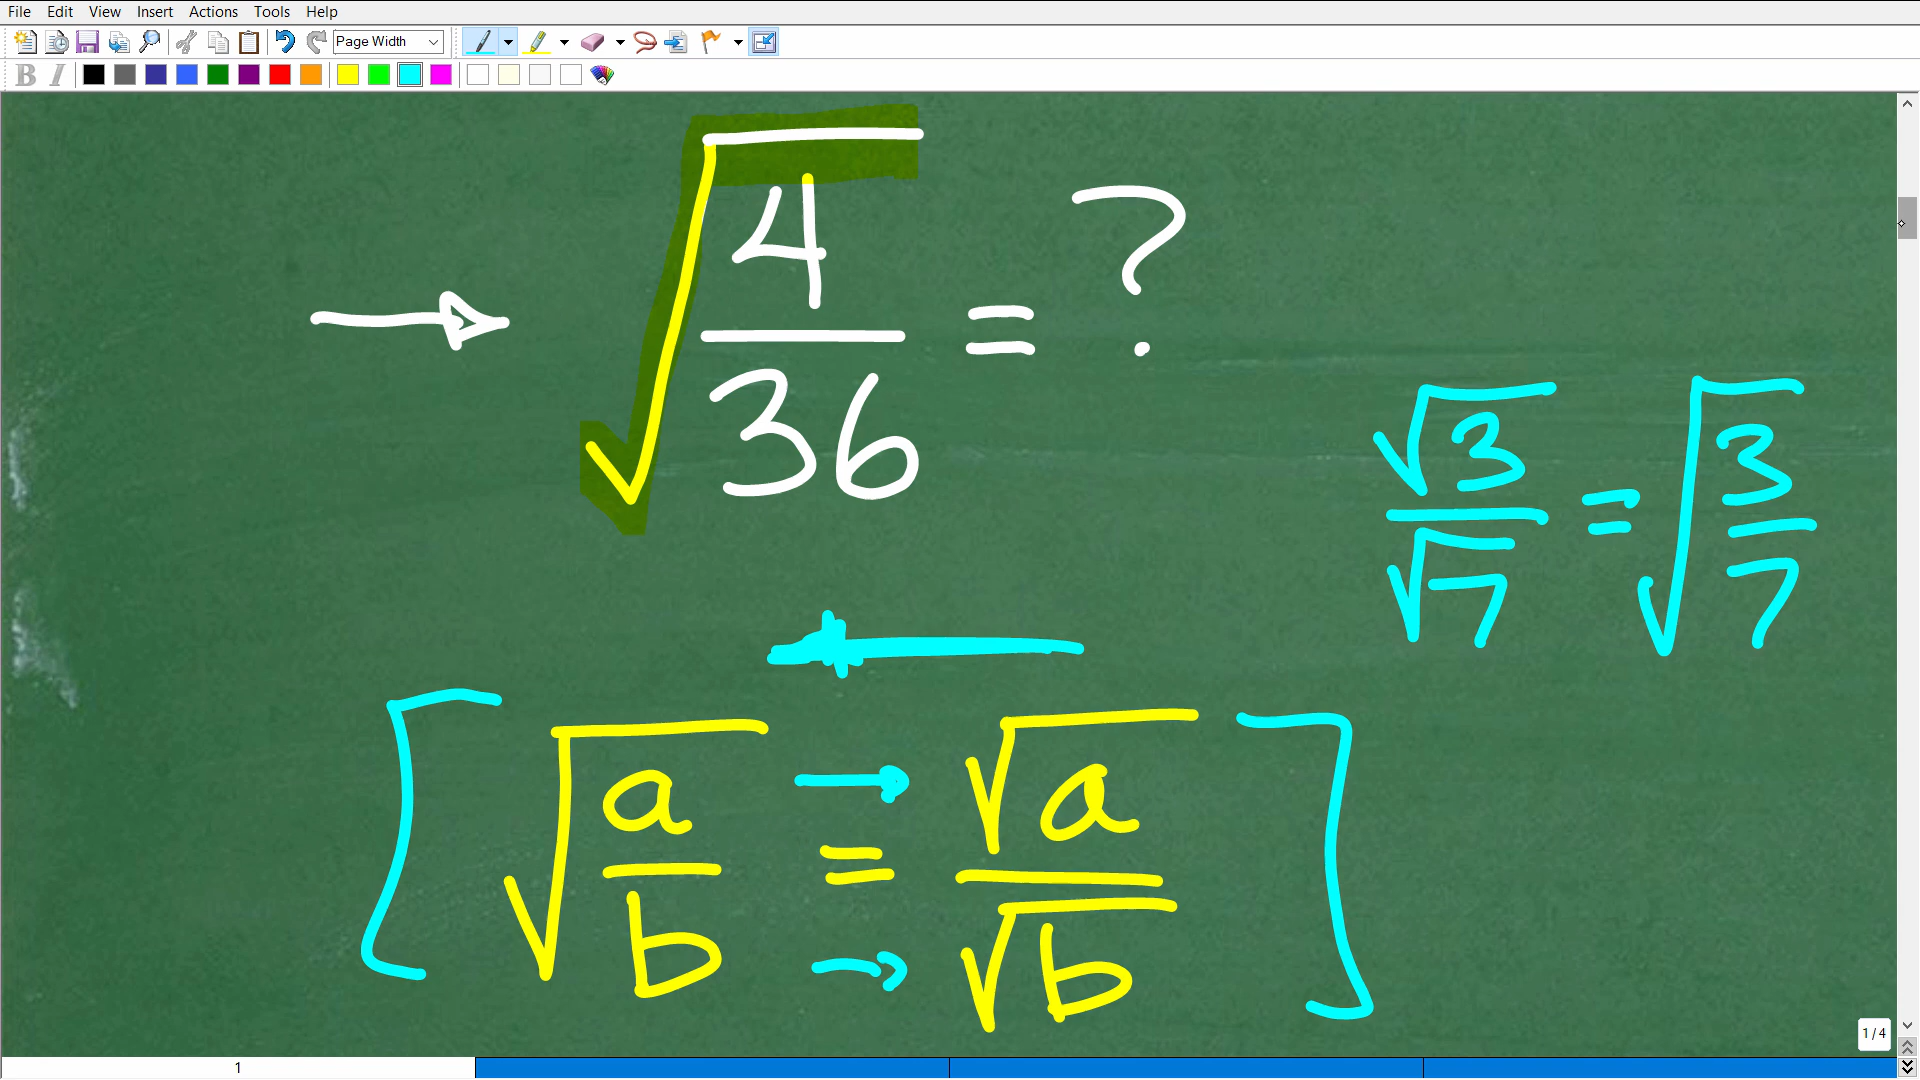 File Edit View Insert Actions Tools Help
Page Width
B I
√(4/36) = ?
√3/√7 = √(3/7)
[√(a/b) = √a/√b]
1 / 4
1